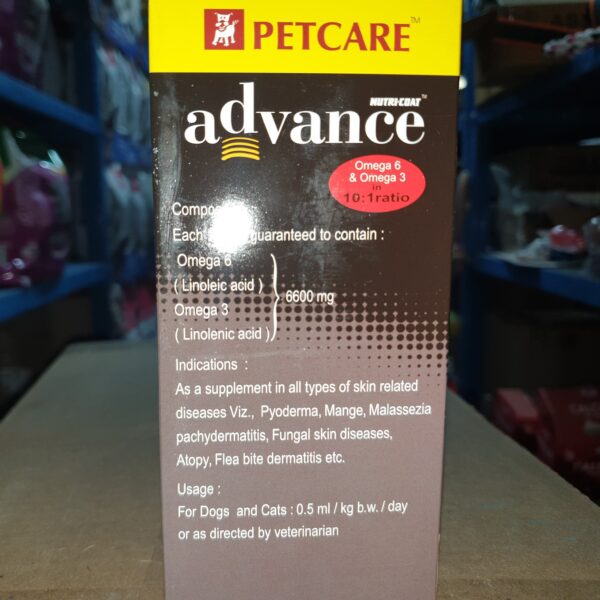 PETCARE™
NUTRI-COAT™
advance
Omega 6
& Omega 3
in
10:1ratio
Each guaranteed to contain :
Omega 6
( Linoleic acid )
Omega 3
( Linolenic acid )
6600 mg
Indications :
As a supplement in all types of skin related
diseases Viz., Pyoderma, Mange, Malassezia
pachydermatitis, Fungal skin diseases,
Atopy, Flea bite dermatitis etc.
Usage :
For Dogs and Cats : 0.5 ml / kg b.w. / day
or as directed by veterinarian